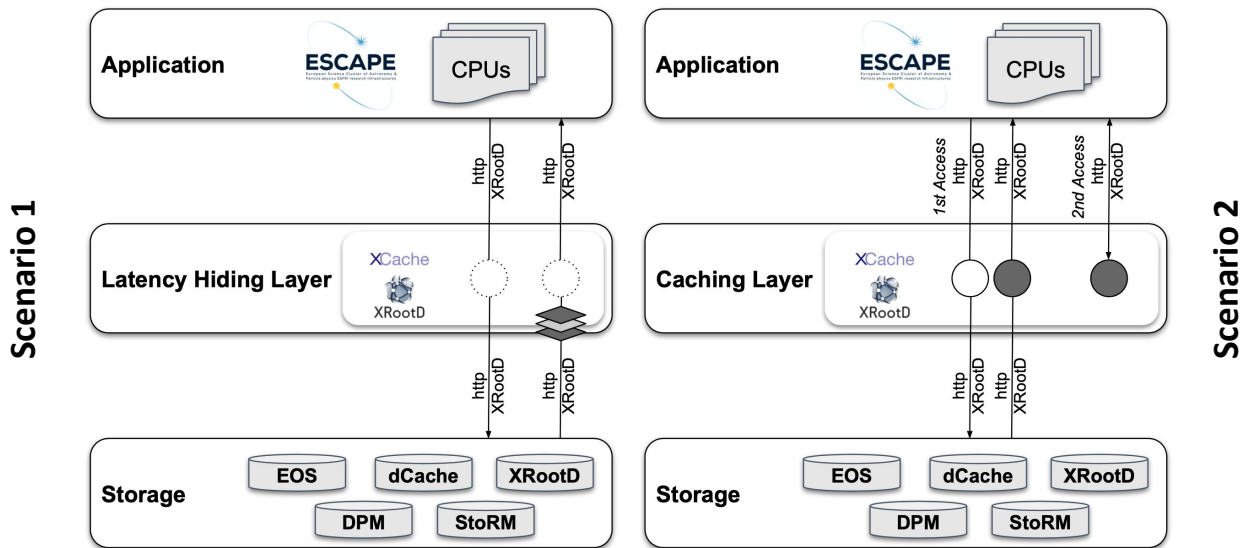 Scenario 1
Application
ESCAPE
European Science Cluster of Astronomy &
Particle physics ESFRI research Infrastructures
CPUs
http
XRootD
http
XRootD
Latency Hiding Layer
XCache
XRootD
http
XRootD
http
XRootD
Storage
EOS
dCache
XRootD
DPM
StoRM
Application
ESCAPE
European Science Cluster of Astronomy &
Particle physics ESFRI research Infrastructures
CPUs
1st Access
http
XRootD
http
XRootD
2nd Access
http
XRootD
Caching Layer
XCache
XRootD
http
XRootD
http
XRootD
Storage
EOS
dCache
XRootD
DPM
StoRM
Scenario 2